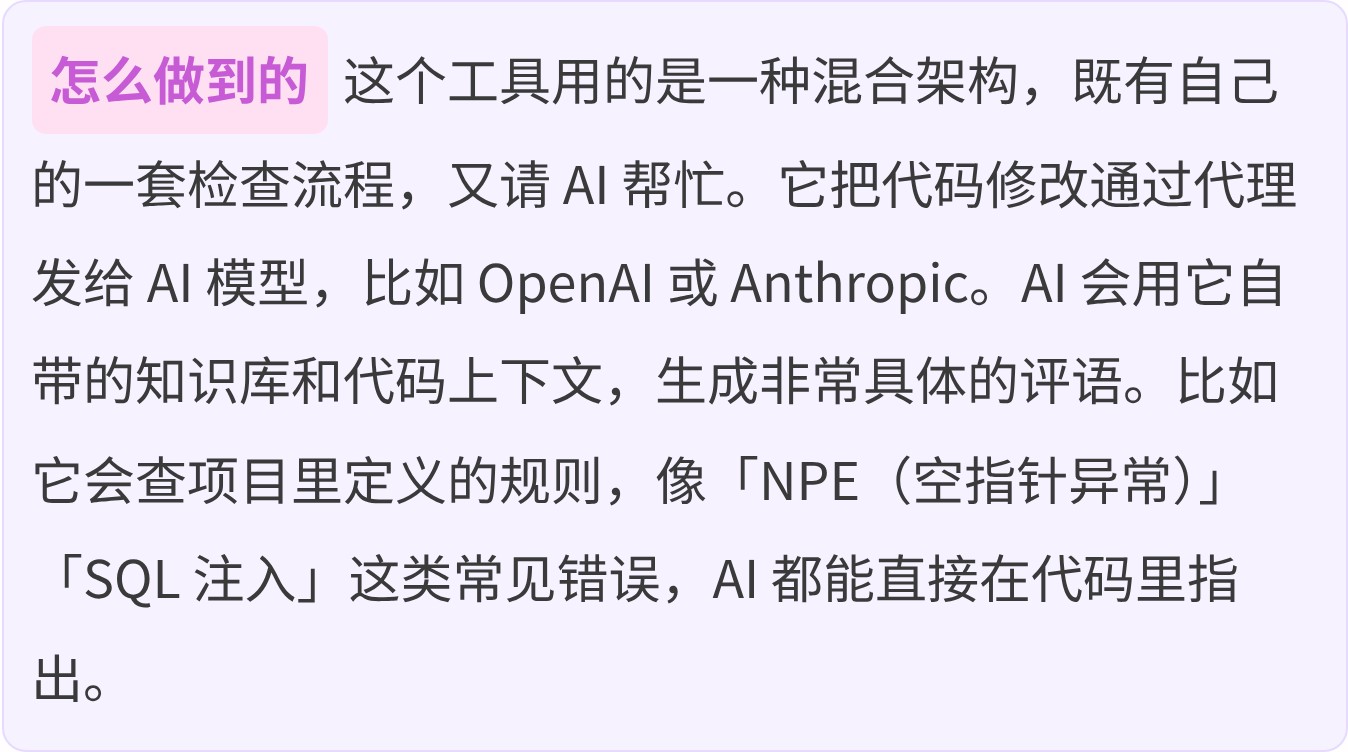 怎么做到的 这个工具用的是一种混合架构，既有自己
的一套检查流程，又请 AI 帮忙。它把代码修改通过代理
发给 AI 模型，比如 OpenAI 或 Anthropic。AI 会用它自
带的知识库和代码上下文，生成非常具体的评语。比如
它会查项目里定义的规则，像「NPE（空指针异常）」
「SQL 注入」这类常见错误，AI 都能直接在代码里指
出。